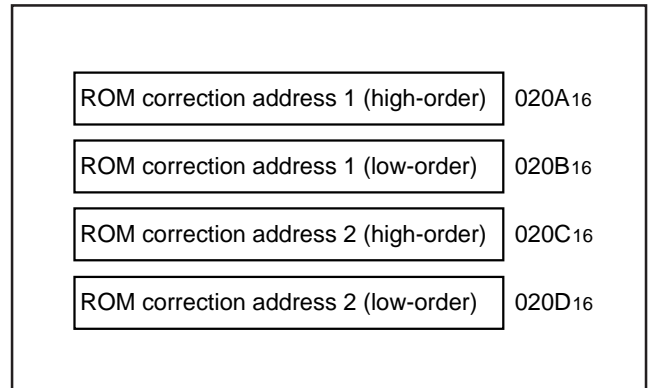 ROM correction address 1 (high-order) 020A16
ROM correction address 1 (low-order) 020B16
ROM correction address 2 (high-order) 020C16
ROM correction address 2 (low-order) 020D16